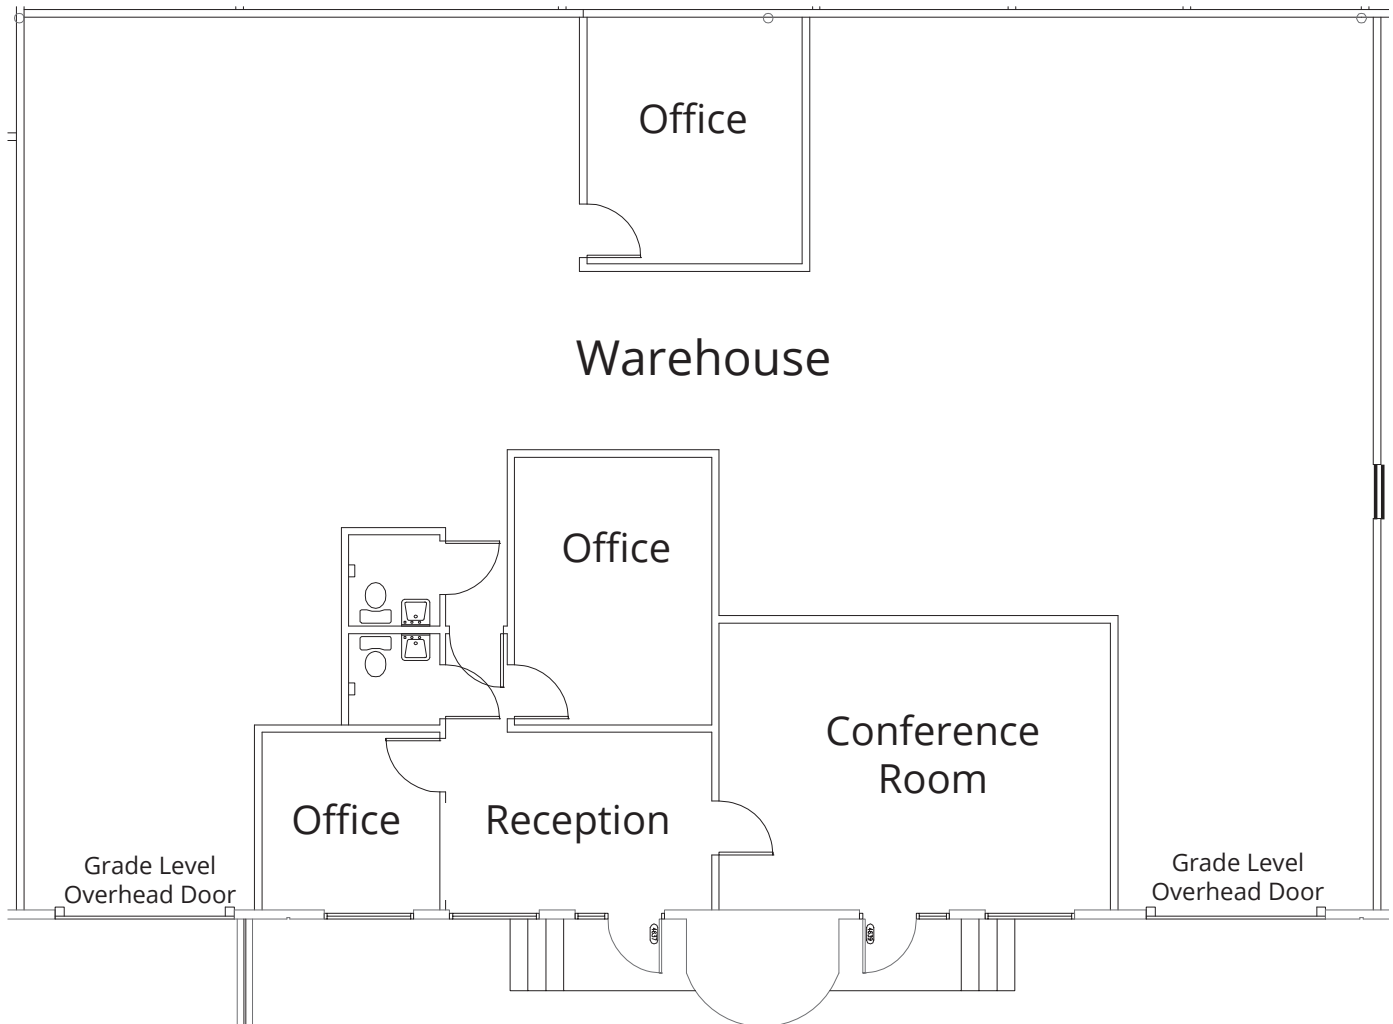 Office
Warehouse
Office
Conference
Room
Office
Reception
Grade Level
Overhead Door
Grade Level
Overhead Door